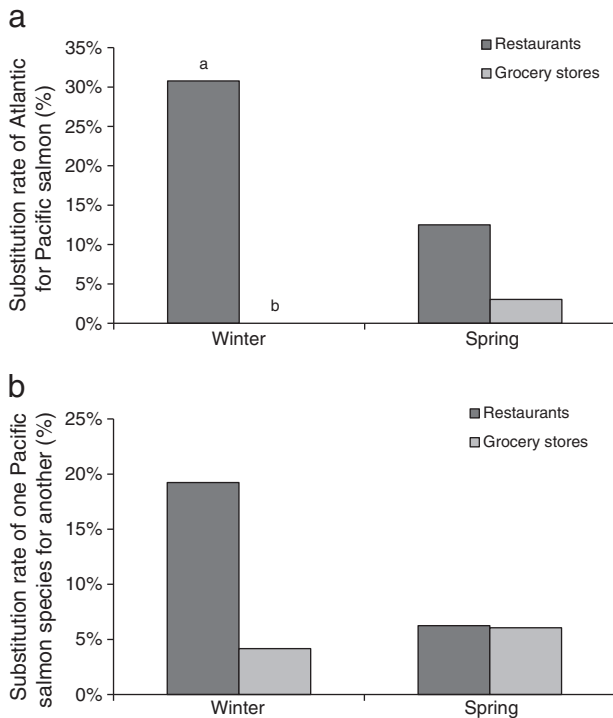 a
Substitution rate of Atlantic
for Pacific salmon (%)
35%
30%
25%
20%
15%
10%
5%
0%
a
b
Restaurants
Grocery stores
Winter
Spring
b
Substitution rate of one Pacific
salmon species for another (%)
25%
20%
15%
10%
5%
0%
Restaurants
Grocery stores
Winter
Spring